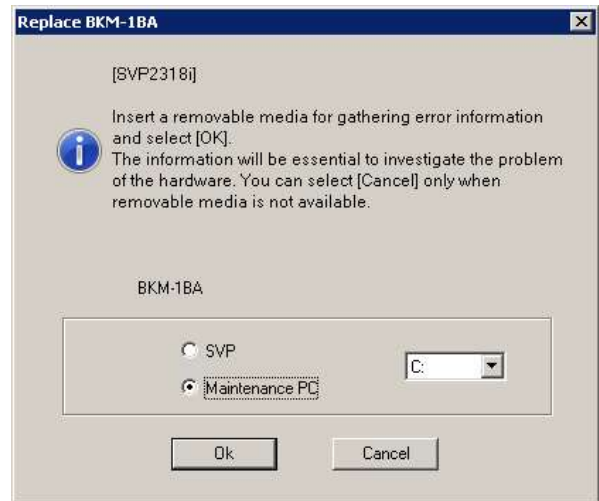 Replace BKM-1BA
[SVP2318i]
Insert a removable media for gathering error information
and select [OK].
The information will be essential to investigate the problem
of the hardware. You can select [Cancel] only when
removable media is not available.
BKM-1BA
SVP
C:
Maintenance PC
Ok
Cancel